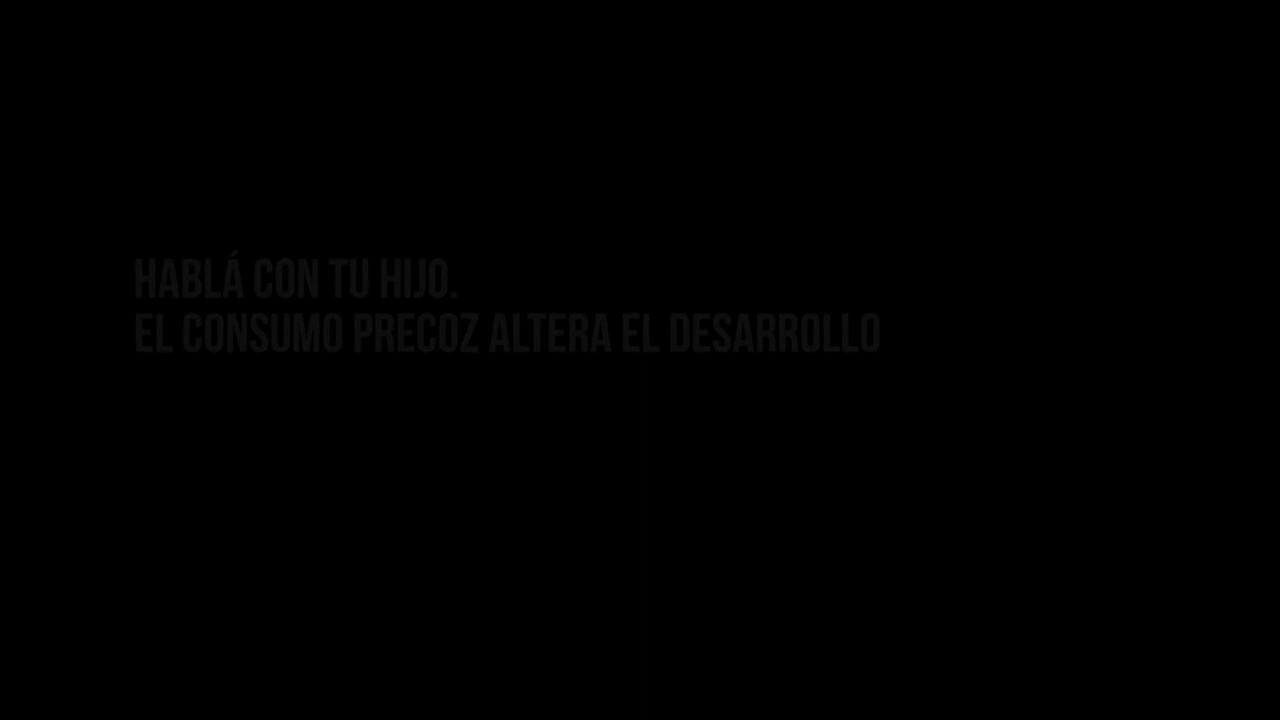 HABLÁ CON TU HIJO.
EL CONSUMO PRECOZ ALTERA EL DESARROLLO